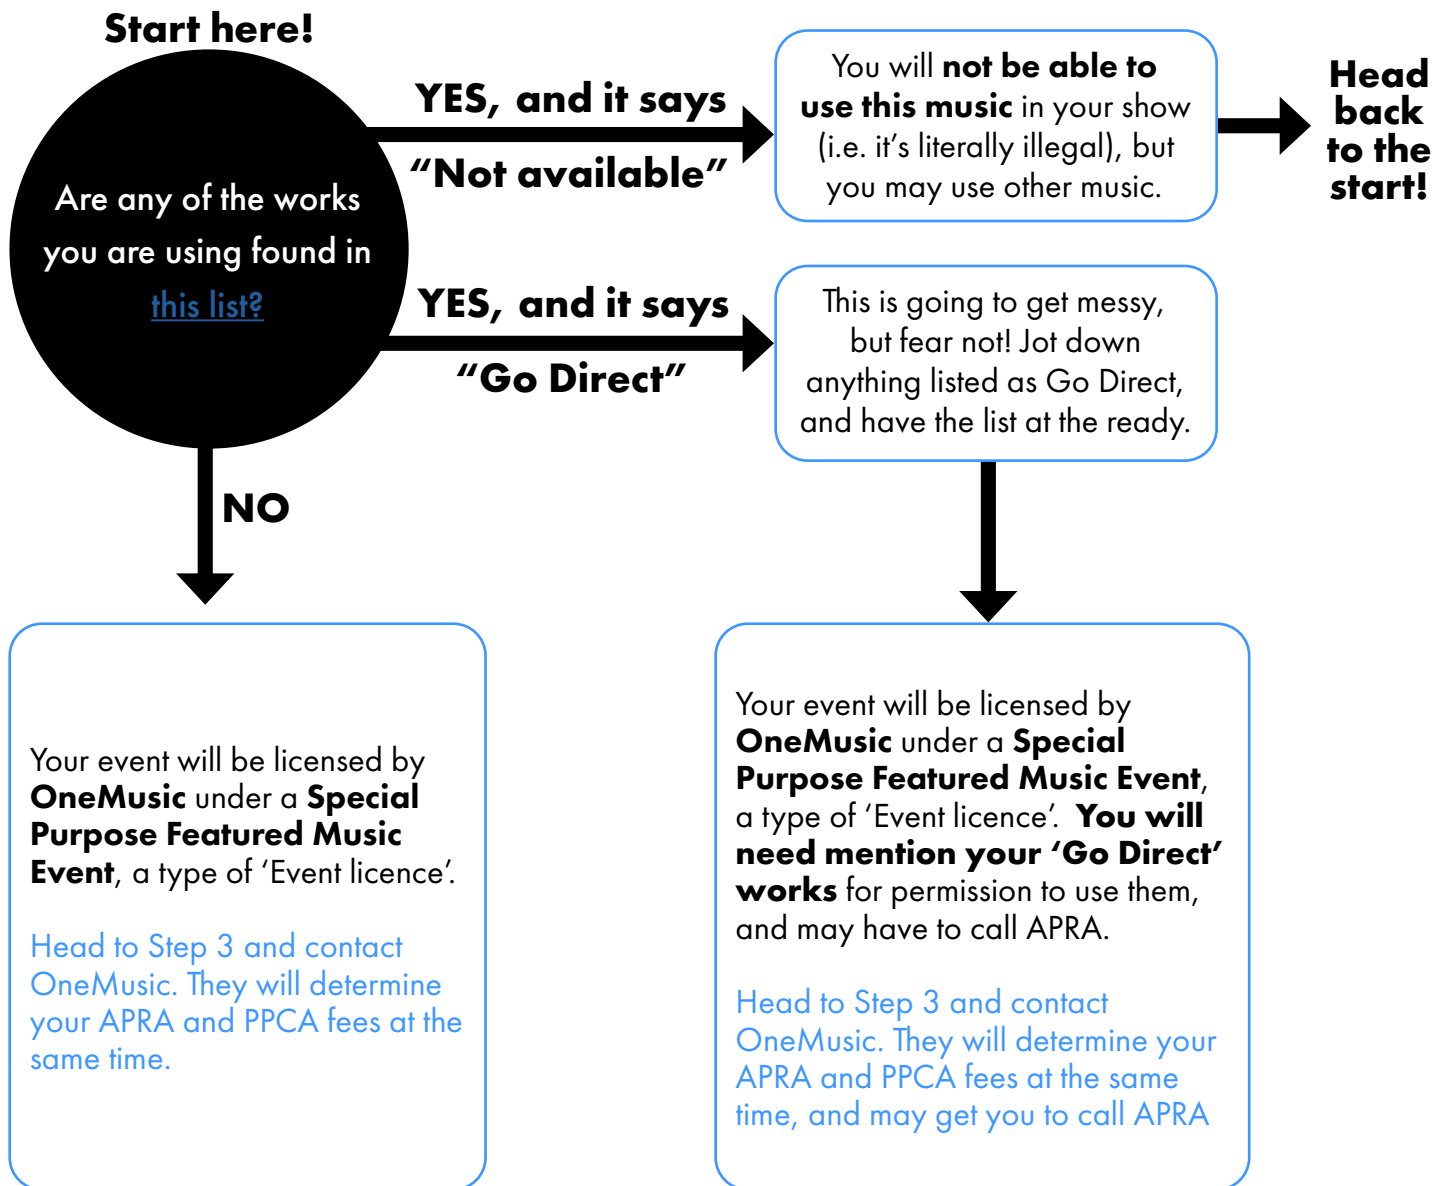 Start here!
Are any of the works
you are using found in
this list?
YES, and it says
“Not available”
You will not be able to
use this music in your show
(i.e. it’s literally illegal), but
you may use other music.
Head
back
to the
start!
YES, and it says
“Go Direct”
This is going to get messy,
but fear not! Jot down
anything listed as Go Direct,
and have the list at the ready.
NO
Your event will be licensed by
OneMusic under a Special
Purpose Featured Music
Event, a type of ‘Event licence’.
Head to Step 3 and contact
OneMusic. They will determine
your APRA and PPCA fees at the
same time.
Your event will be licensed by
OneMusic under a Special
Purpose Featured Music Event,
a type of ‘Event licence’. You will
need mention your ‘Go Direct’
works for permission to use them,
and may have to call APRA.
Head to Step 3 and contact
OneMusic. They will determine your
APRA and PPCA fees at the same
time, and may get you to call APRA